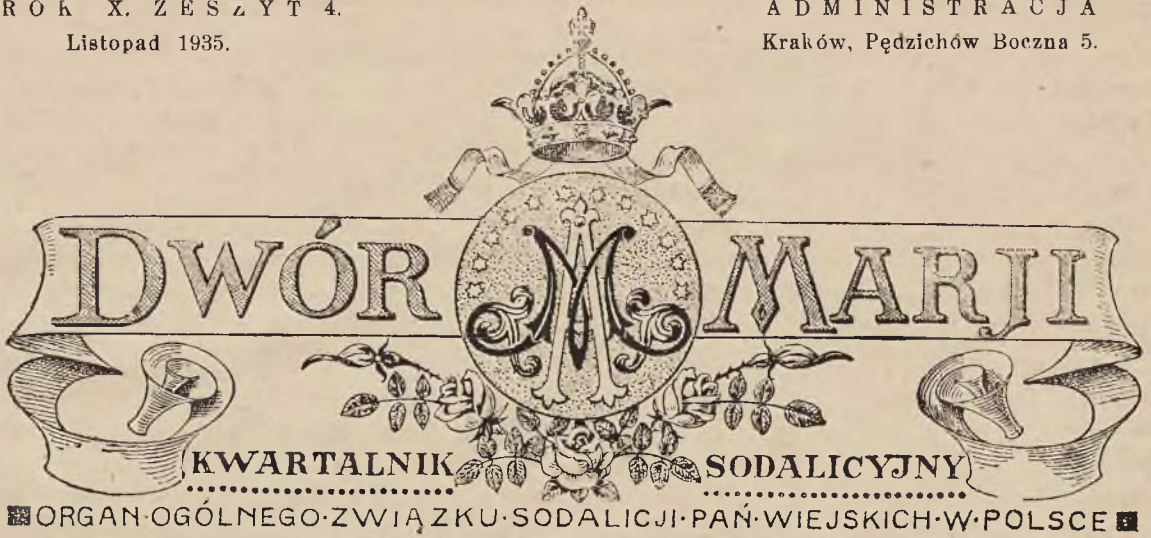 ROK X. ZESZYT 4.
Listopad 1935.
ADMINISTRACJA
Kraków, Pędzichów Boczna 5.
DWÓR MARJI
KWARTALNIK SODALICYJNY
ORGAN·OGÓLNEGO·ZWIĄZKU·SODALICJI·PAŃ·WIEJSKICH·W·POLSCE